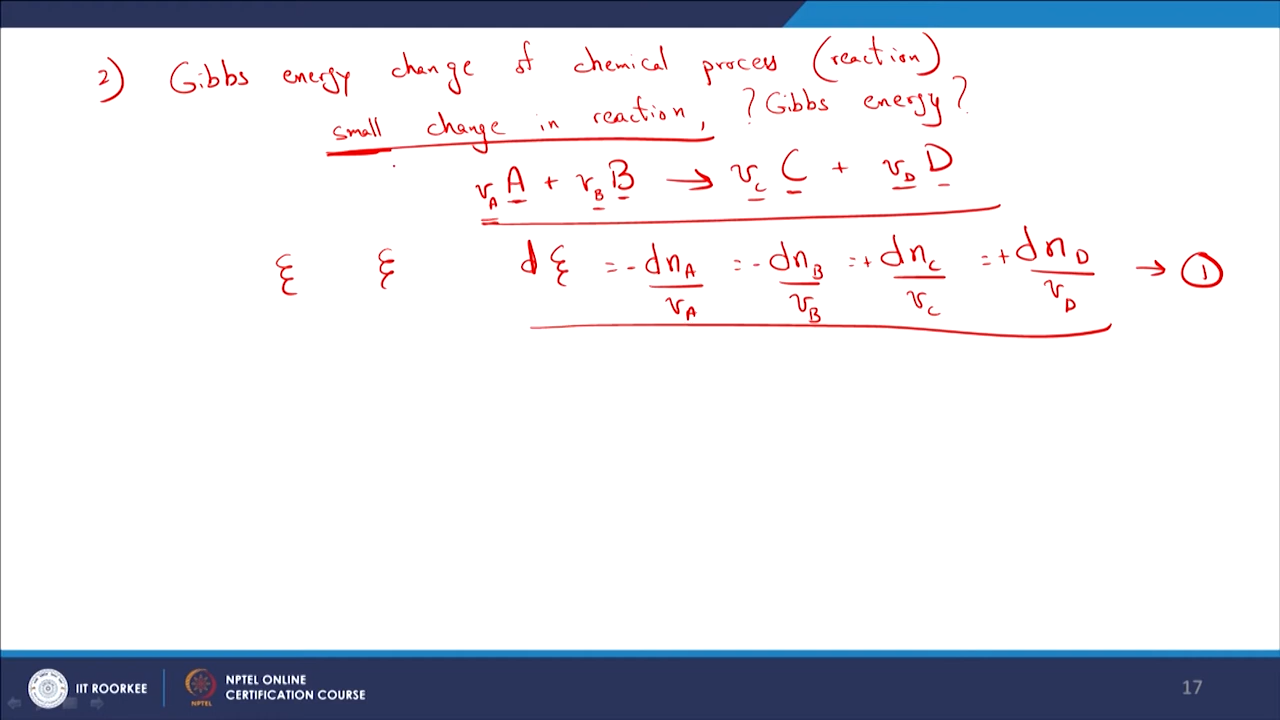 2) Gibbs energy change of chemical process (reaction)
small change in reaction, ? Gibbs energy?
νA A + νB B → νC C + νD D
ξ ξ dξ = - dnA/νA = - dnB/νB = + dnC/νC = + dnD/νD → ①
IIT ROORKEE
NPTEL
NPTEL ONLINE
CERTIFICATION COURSE
17